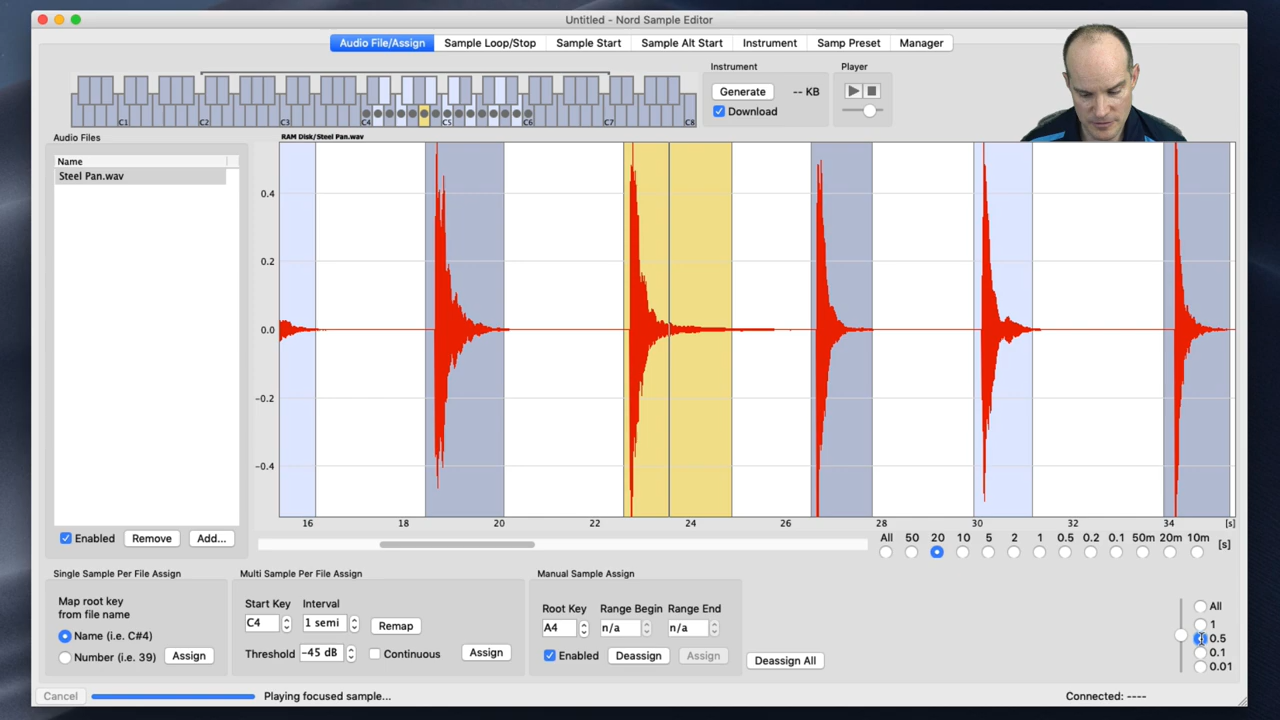 Untitled - Nord Sample Editor
Audio File/Assign Sample Loop/Stop Sample Start Sample Alt Start Instrument Samp Preset Manager
Instrument Player
Generate -- KB
Download
C1 C2 C3 C4 C5 C6 C7 C8
Audio Files RAM Disk/Steel Pan.wav
Name
Steel Pan.wav
0.4
0.2
0.0
-0.2
-0.4
16 18 20 22 24 26 28 30 32 34 [s]
Enabled Remove Add...
All 50 20 10 5 2 1 0.5 0.2 0.1 50m 20m 10m [s]
Single Sample Per File Assign Multi Sample Per File Assign Manual Sample Assign
Map root key
from file name
Name (i.e. C#4)
Number (i.e. 39) Assign
Start Key Interval
C4 1 semi Remap
Threshold -45 dB Continuous Assign
Root Key Range Begin Range End
A4 n/a n/a
Enabled Deassign Assign Deassign All
All
1
0.5
0.1
0.01
Cancel Playing focused sample... Connected: ----